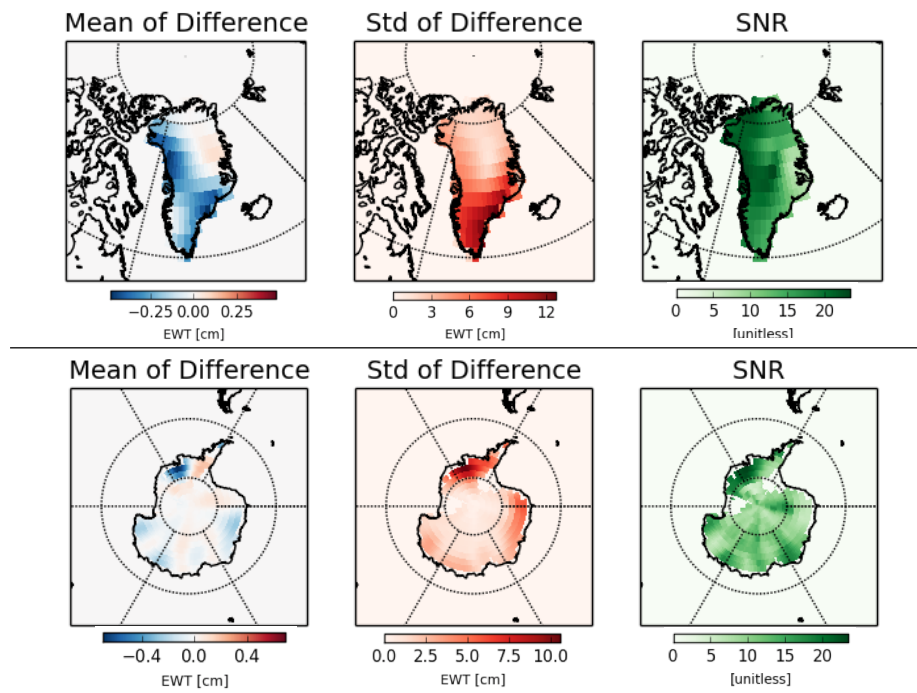 Mean of Difference Std of Difference SNR
−0.25 0.00 0.25 0 3 6 9 12 0 5 10 15 20
EWT [cm] EWT [cm] [unitless]
Mean of Difference Std of Difference SNR
−0.4 0.0 0.4 0.0 2.5 5.0 7.5 10.0 0 5 10 15 20
EWT [cm] EWT [cm] [unitless]